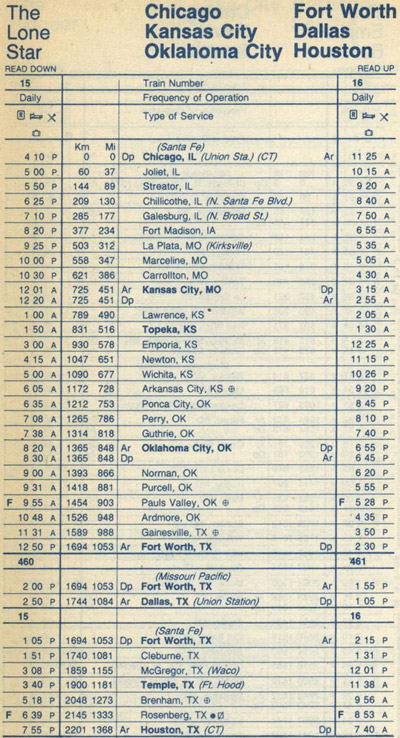 The Lone Star
Chicago Fort Worth
Kansas City Dallas
Oklahoma City Houston
READ DOWN READ UP
15 Train Number 16
Daily Frequency of Operation Daily
R Type of Service R
Km Mi (Santa Fe)
4 10 P 0 0 Dp Chicago, IL (Union Sta.) (CT) Ar 11 25 A
5 00 P 60 37 Joliet, IL 10 15 A
5 50 P 144 89 Streator, IL 9 20 A
6 25 P 209 130 Chillicothe, IL (N. Santa Fe Blvd.) 8 40 A
7 10 P 285 177 Galesburg, IL (N. Broad St.) 7 50 A
8 20 P 377 234 Fort Madison, IA 6 55 A
9 25 P 503 312 La Plata, MO (Kirksville) 5 35 A
10 00 P 558 347 Marceline, MO 5 05 A
10 30 P 621 386 Carrollton, MO 4 30 A
12 01 A 725 451 Ar Kansas City, MO Dp 3 15 A
12 20 A 725 451 Dp Ar 2 55 A
1 00 A 789 490 Lawrence, KS * 2 05 A
1 50 A 831 516 Topeka, KS 1 30 A
3 00 A 930 578 Emporia, KS 12 25 A
4 15 A 1047 651 Newton, KS 11 15 P
5 00 A 1090 677 Wichita, KS 10 26 P
6 05 A 1172 728 Arkansas City, KS ⊕ 9 20 P
6 35 A 1212 753 Ponca City, OK 8 45 P
7 08 A 1265 786 Perry, OK 8 10 P
7 38 A 1314 818 Guthrie, OK 7 40 P
8 20 A 1365 848 Ar Oklahoma City, OK Dp 6 55 P
8 30 A 1365 848 Dp Ar 6 45 P
9 00 A 1393 866 Norman, OK 6 20 P
9 31 A 1418 881 Purcell, OK 5 55 P
F 9 55 A 1454 903 Pauls Valley, OK ⊕ F 5 28 P
10 48 A 1526 948 Ardmore, OK 4 35 P
11 31 A 1589 988 Gainesville, TX ⊕ 3 50 P
12 50 P 1694 1053 Ar Fort Worth, TX Dp 2 30 P
460 461
(Missouri Pacific)
2 00 P 1694 1053 Dp Fort Worth, TX Ar 1 55 P
2 50 P 1744 1084 Ar Dallas, TX (Union Station) Dp 1 05 P
15 16
(Santa Fe)
1 05 P 1694 1053 Dp Fort Worth, TX Ar 2 15 P
1 51 P 1740 1081 Cleburne, TX 1 31 P
3 08 P 1859 1155 McGregor, TX (Waco) 12 01 P
3 40 P 1900 1181 Temple, TX (Ft. Hood) 11 38 A
5 18 P 2048 1273 Brenham, TX ⊕ 9 56 A
F 6 39 P 2145 1333 Rosenberg, TX ● F 8 53 A
7 55 P 2201 1368 Ar Houston, TX (CT) Dp 7 40 A